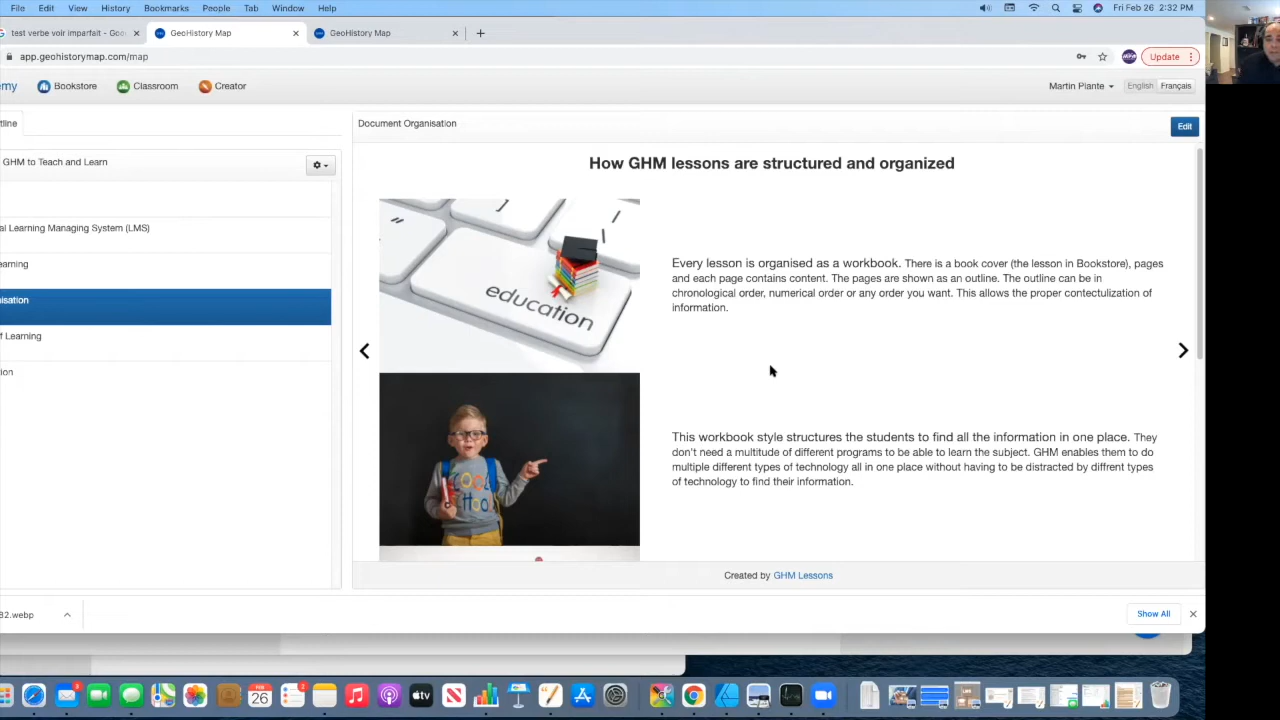 File Edit View History Bookmarks People Tab Window Help Fri Feb 26 2:32 PM
test verbe voir imparfait - Goo GeoHistory Map GeoHistory Map
app.geohistorymap.com/map Update
emy Bookstore Classroom Creator Martin Plante English Français
tline Document Organisation Edit
GHM to Teach and Learn
How GHM lessons are structured and organized
al Learning Managing System (LMS)
earning
nisation
f Learning
ion
education
Every lesson is organised as a workbook. There is a book cover (the lesson in Bookstore), pages
and each page contains content. The pages are shown as an outline. The outline can be in
chronological order, numerical order or any order you want. This allows the proper contectulization of
information.
This workbook style structures the students to find all the information in one place. They
don't need a multitude of different programs to be able to learn the subject. GHM enables them to do
multiple different types of technology all in one place without having to be distracted by diffrent types
of technology to find their information.
Created by GHM Lessons
82.webp Show All
FEB
26
tv